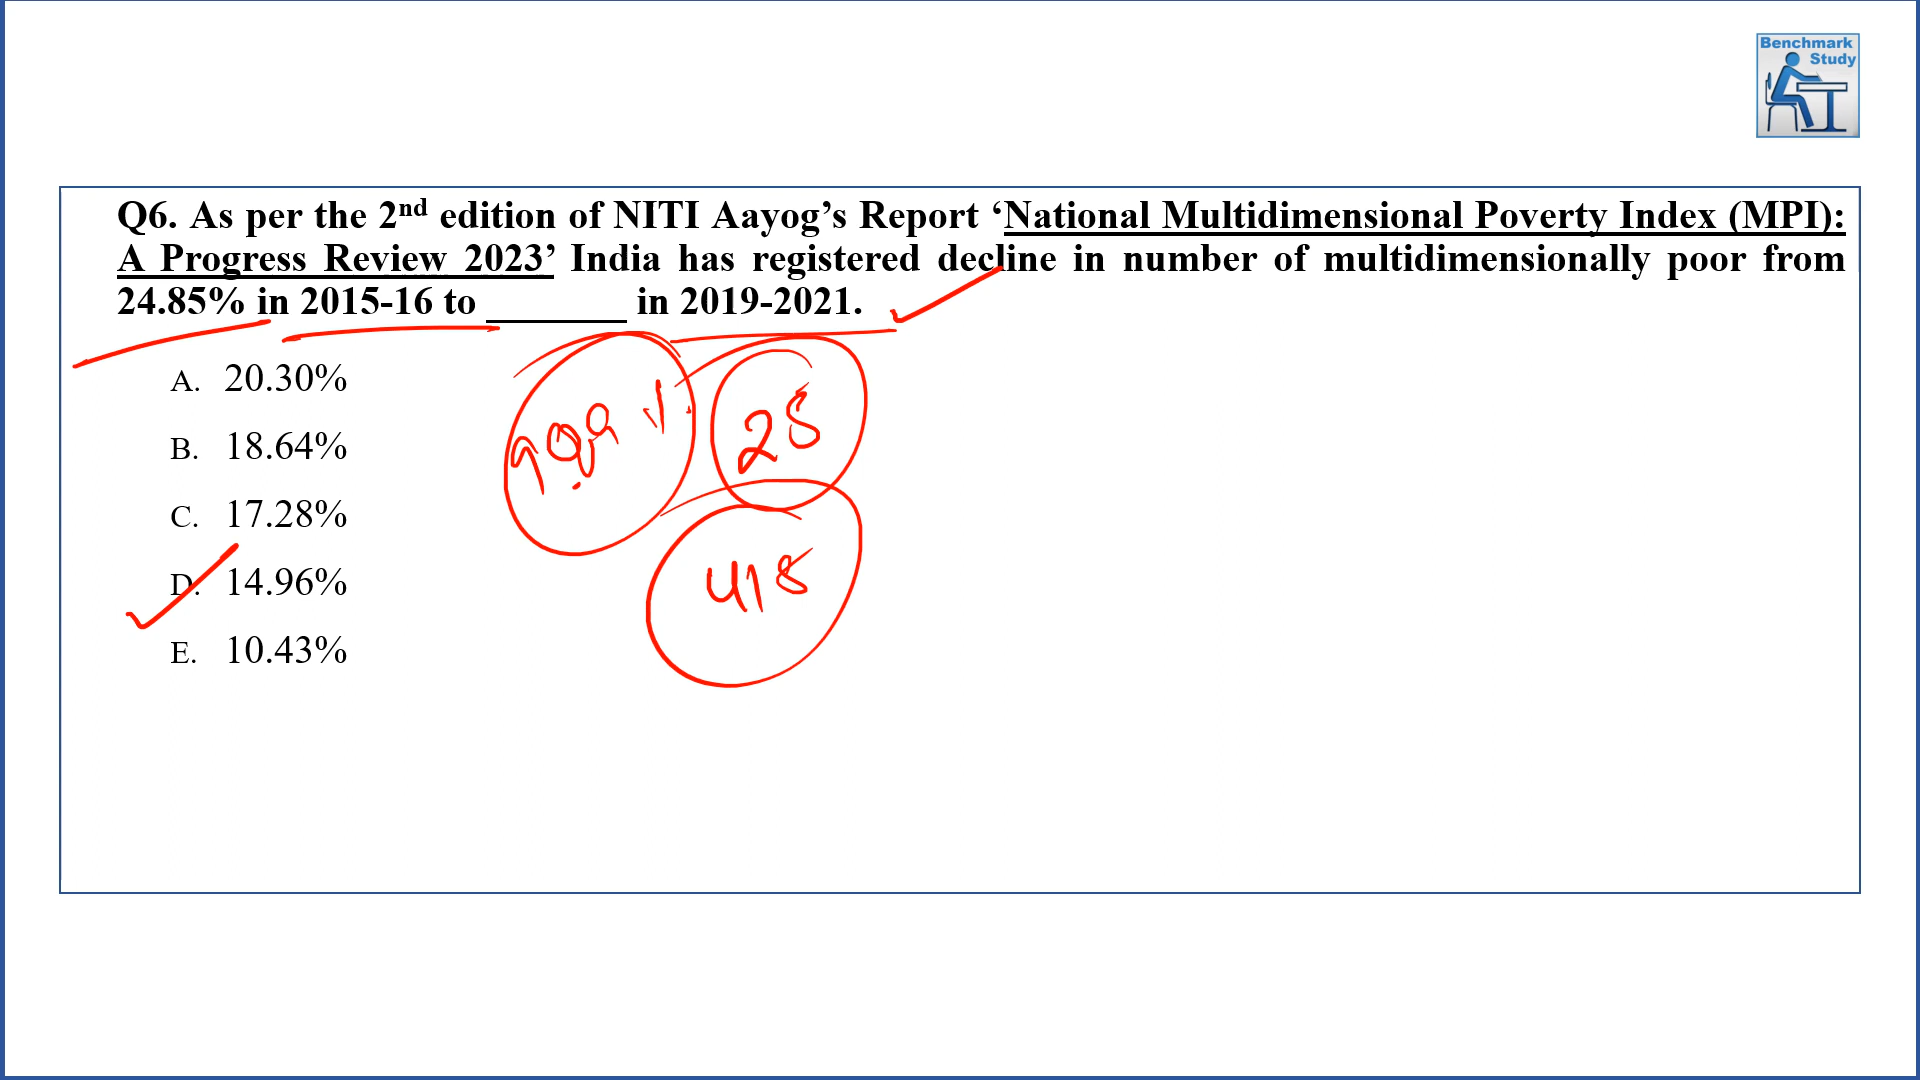 Benchmark
Study
Q6. As per the 2nd edition of NITI Aayog’s Report ‘National Multidimensional Poverty Index (MPI):
A Progress Review 2023’ India has registered decline in number of multidimensionally poor from
24.85% in 2015-16 to _______ in 2019-2021.
A. 20.30%
B. 18.64%
C. 17.28%
D. 14.96%
E. 10.43%
28
418